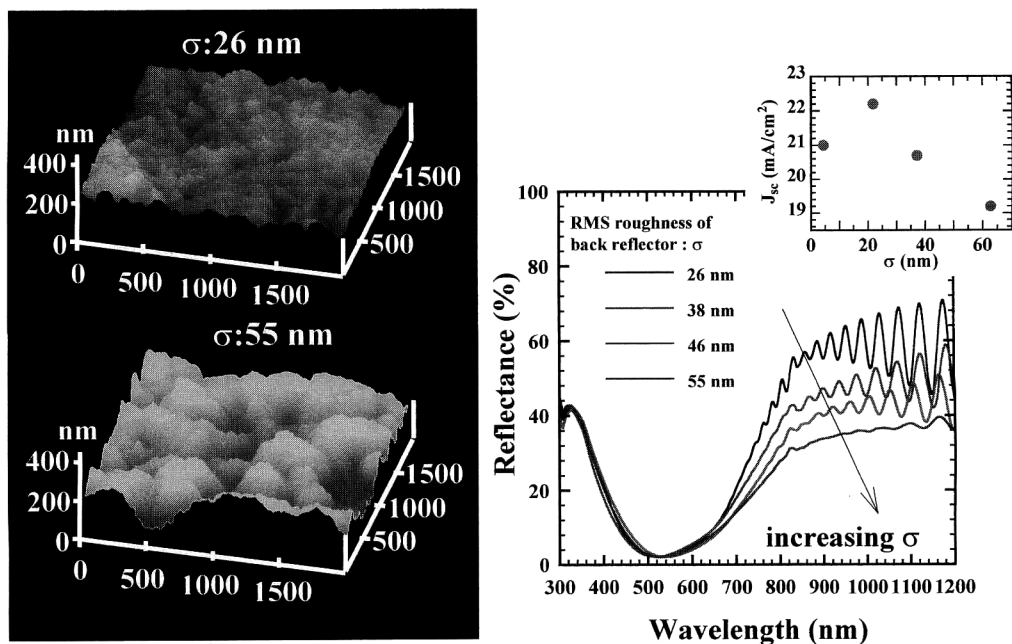 σ:26 nm
nm
400
200
0
0
500
1000
1500
500
1000
1500
σ:55 nm
nm
400
200
0
0
500
1000
1500
500
1000
1500
23
22
21
20
19
J_sc (mA/cm²)
0
20
40
60
σ (nm)
100
80
60
40
20
0
Reflectance (%)
RMS roughness of
back reflector : σ
26 nm
38 nm
46 nm
55 nm
increasing σ
300 400 500 600 700 800 900 1000 1100 1200
Wavelength (nm)